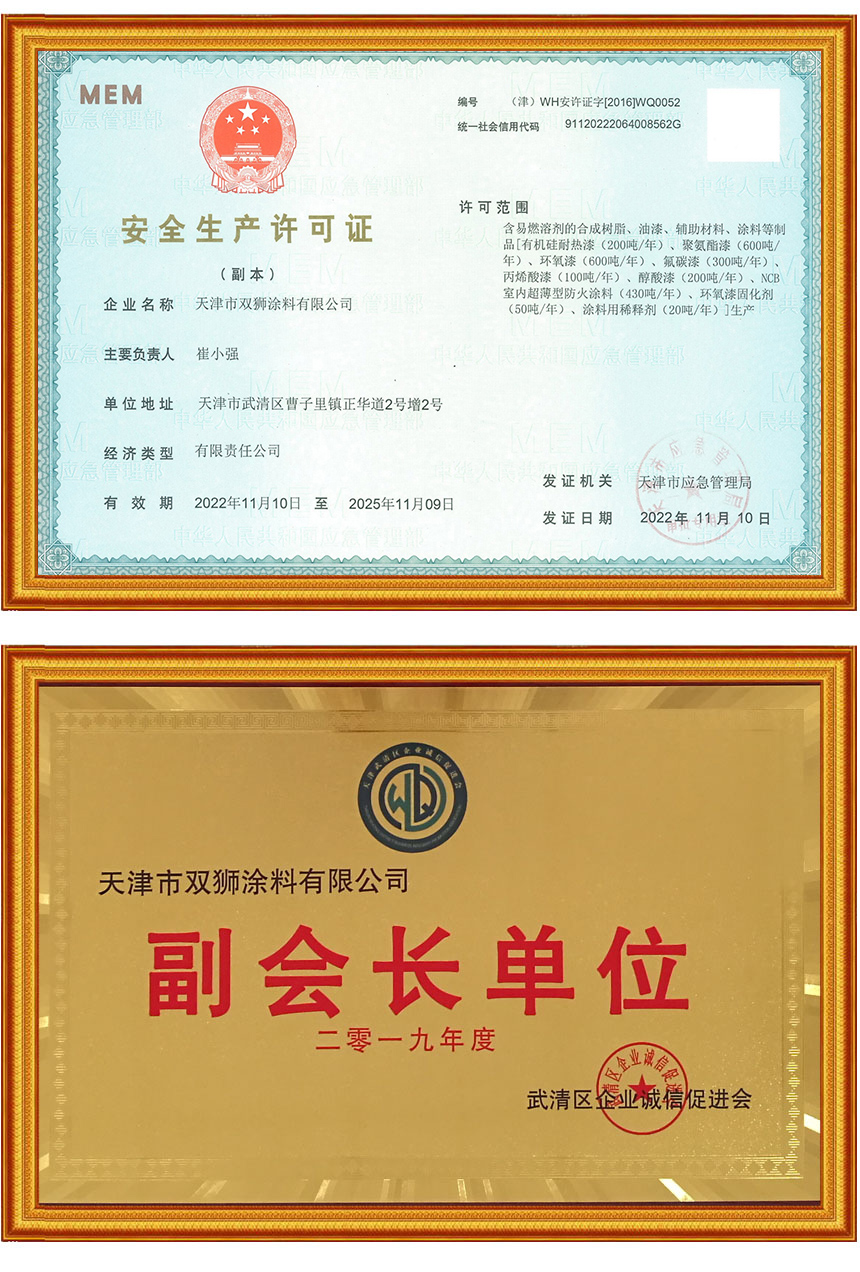 MEM
编号 （津）WH安许证字[2016]WQ0052
统一社会信用代码 91120222064008562G
安全生产许可证
（副本）
企业名称 天津市双狮涂料有限公司
主要负责人 崔小强
单位地址 天津市武清区曹子里镇正华道2号增2号
经济类型 有限责任公司
有效期 2022年11月10日 至 2025年11月09日
许可范围
含易燃溶剂的合成树脂、油漆、辅助材料、涂料等制
品[有机硅耐热漆（200吨/年）、聚氨酯漆（600吨/
年）、环氧漆（600吨/年）、氟碳漆（300吨/年）、
丙烯酸漆（100吨/年）、醇酸漆（200吨/年）、NCB
室内超薄型防火涂料（430吨/年）、环氧漆固化剂
（50吨/年）、涂料用稀释剂（20吨/年）]生产
发证机关 天津市应急管理局
发证日期 2022年 11月 10日
天津武清区企业诚信促进会
WQ
天津市双狮涂料有限公司
副会长单位
二零一九年度
武清区企业诚信促进会